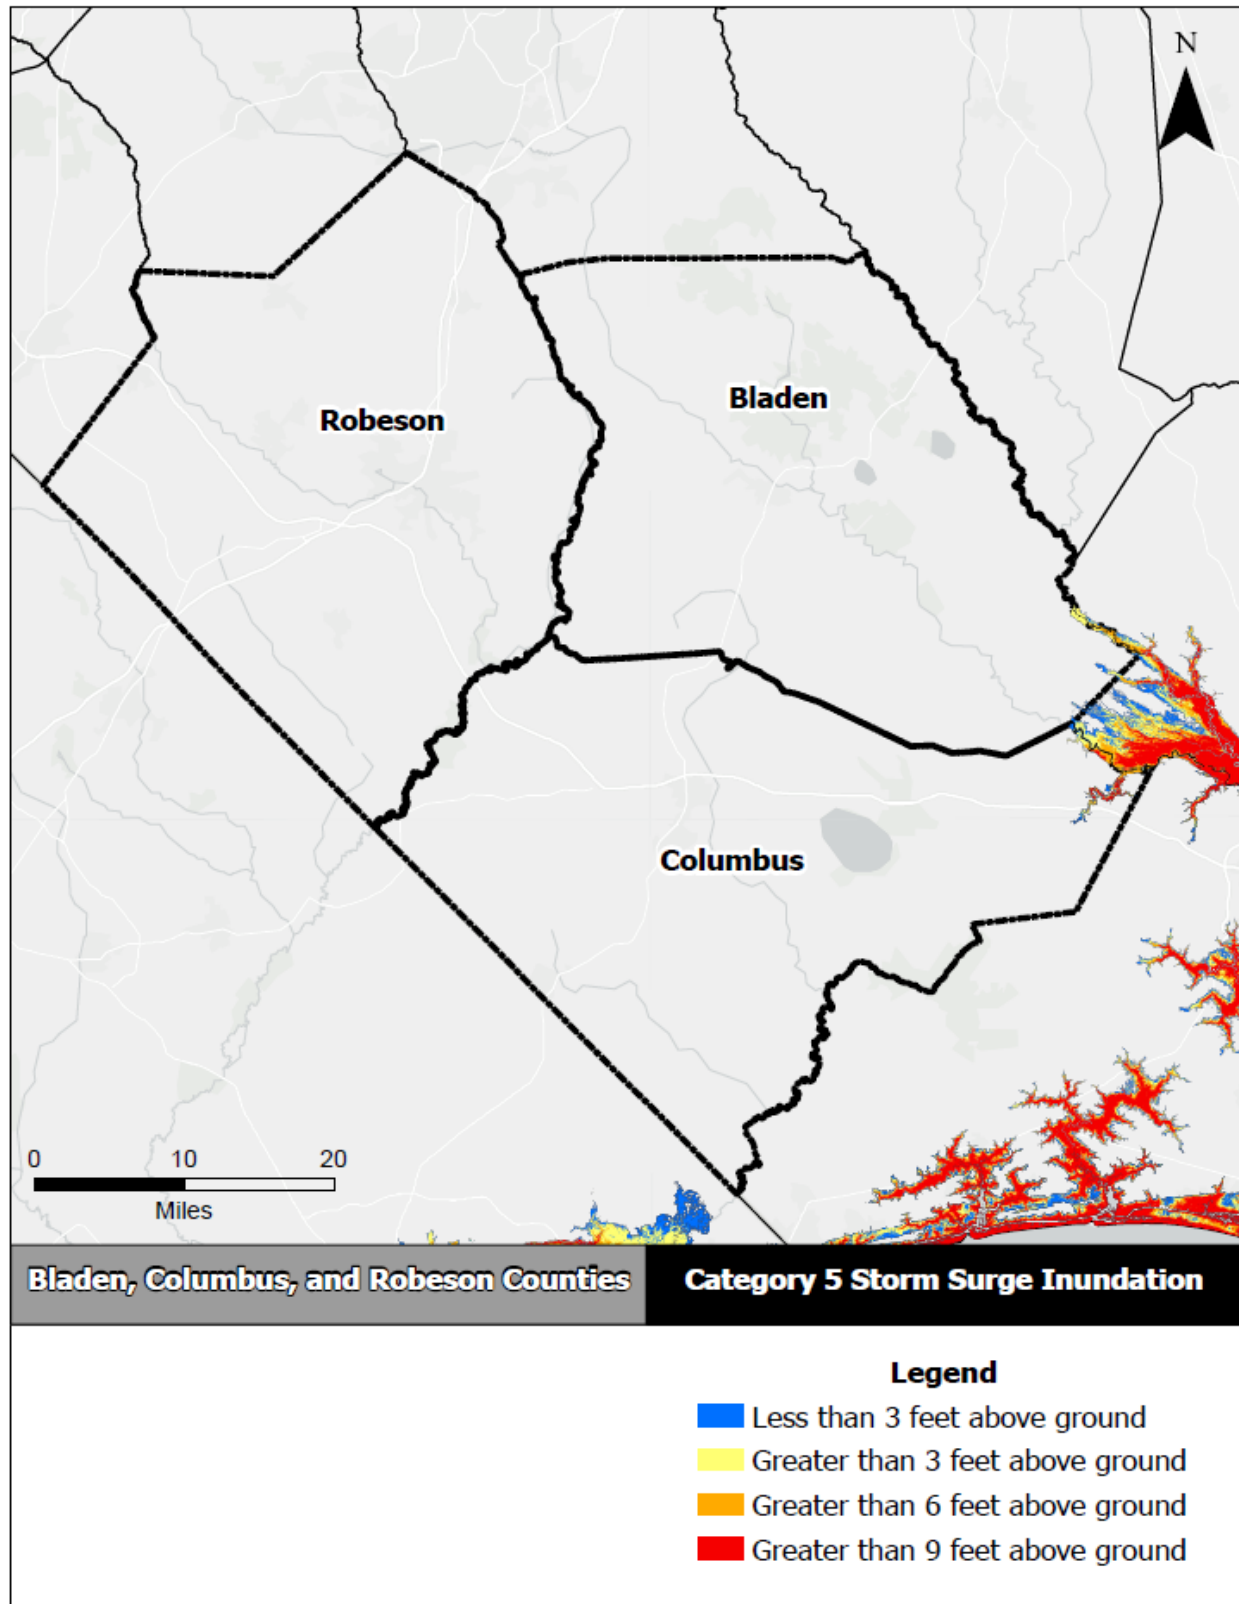 N
Bladen
Robeson
Columbus
0 10 20
Miles
Bladen, Columbus, and Robeson Counties
Category 5 Storm Surge Inundation
Legend
Less than 3 feet above ground
Greater than 3 feet above ground
Greater than 6 feet above ground
Greater than 9 feet above ground